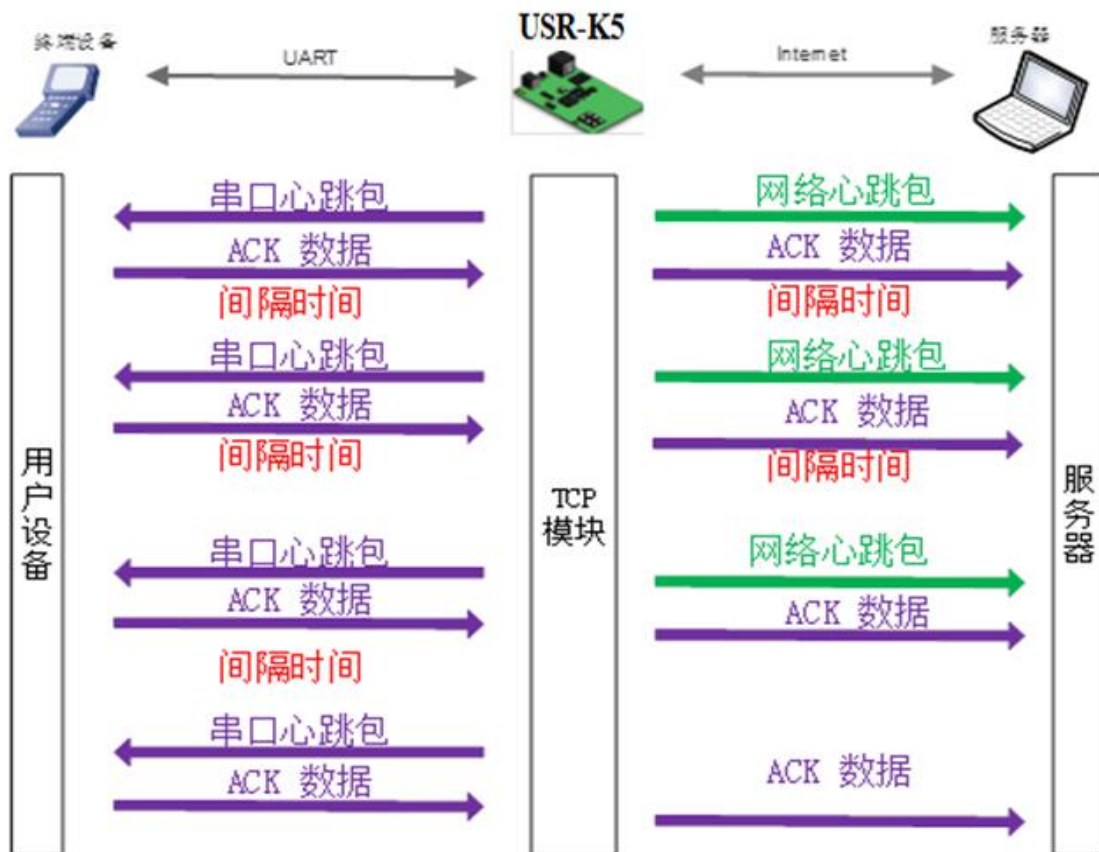 USR-K5
终端设备
UART
Internet
服务器
串口心跳包
网络心跳包
ACK 数据
ACK 数据
间隔时间
间隔时间
串口心跳包
网络心跳包
ACK 数据
ACK 数据
间隔时间
间隔时间
用户设备
TCP
模块
服务器
串口心跳包
网络心跳包
ACK 数据
ACK 数据
间隔时间
串口心跳包
ACK 数据
ACK 数据